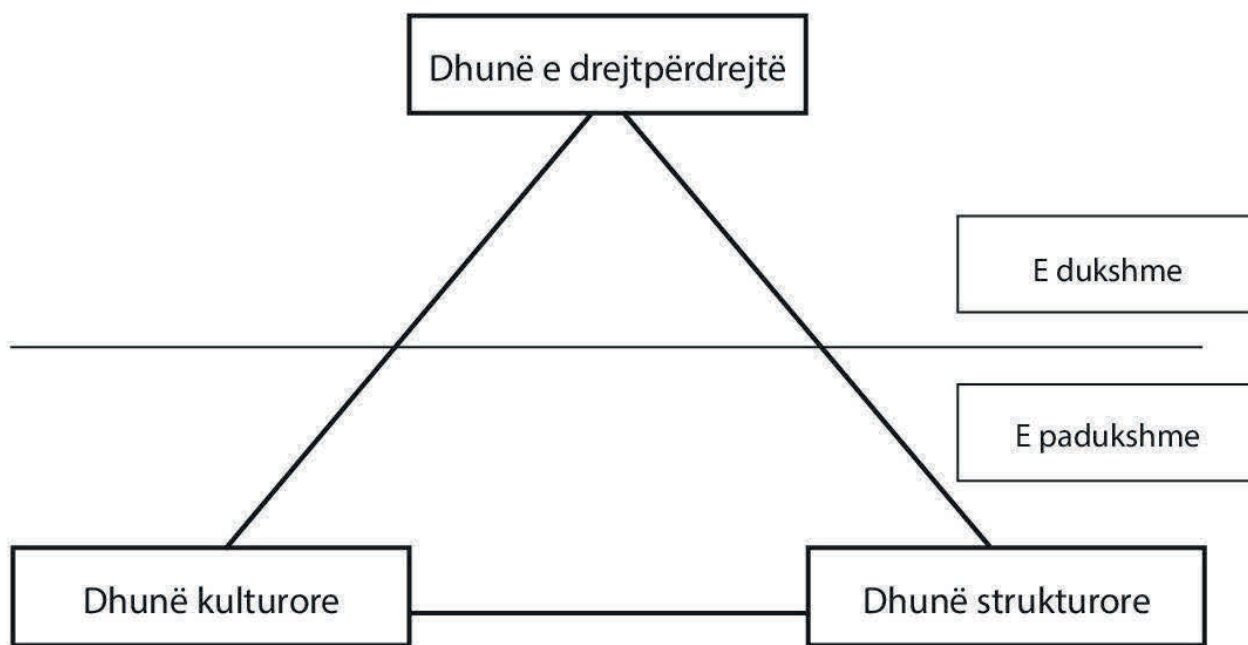 Dhunë e drejtpërdrejtë
E dukshme
E padukshme
Dhunë kulturore
Dhunë strukturore